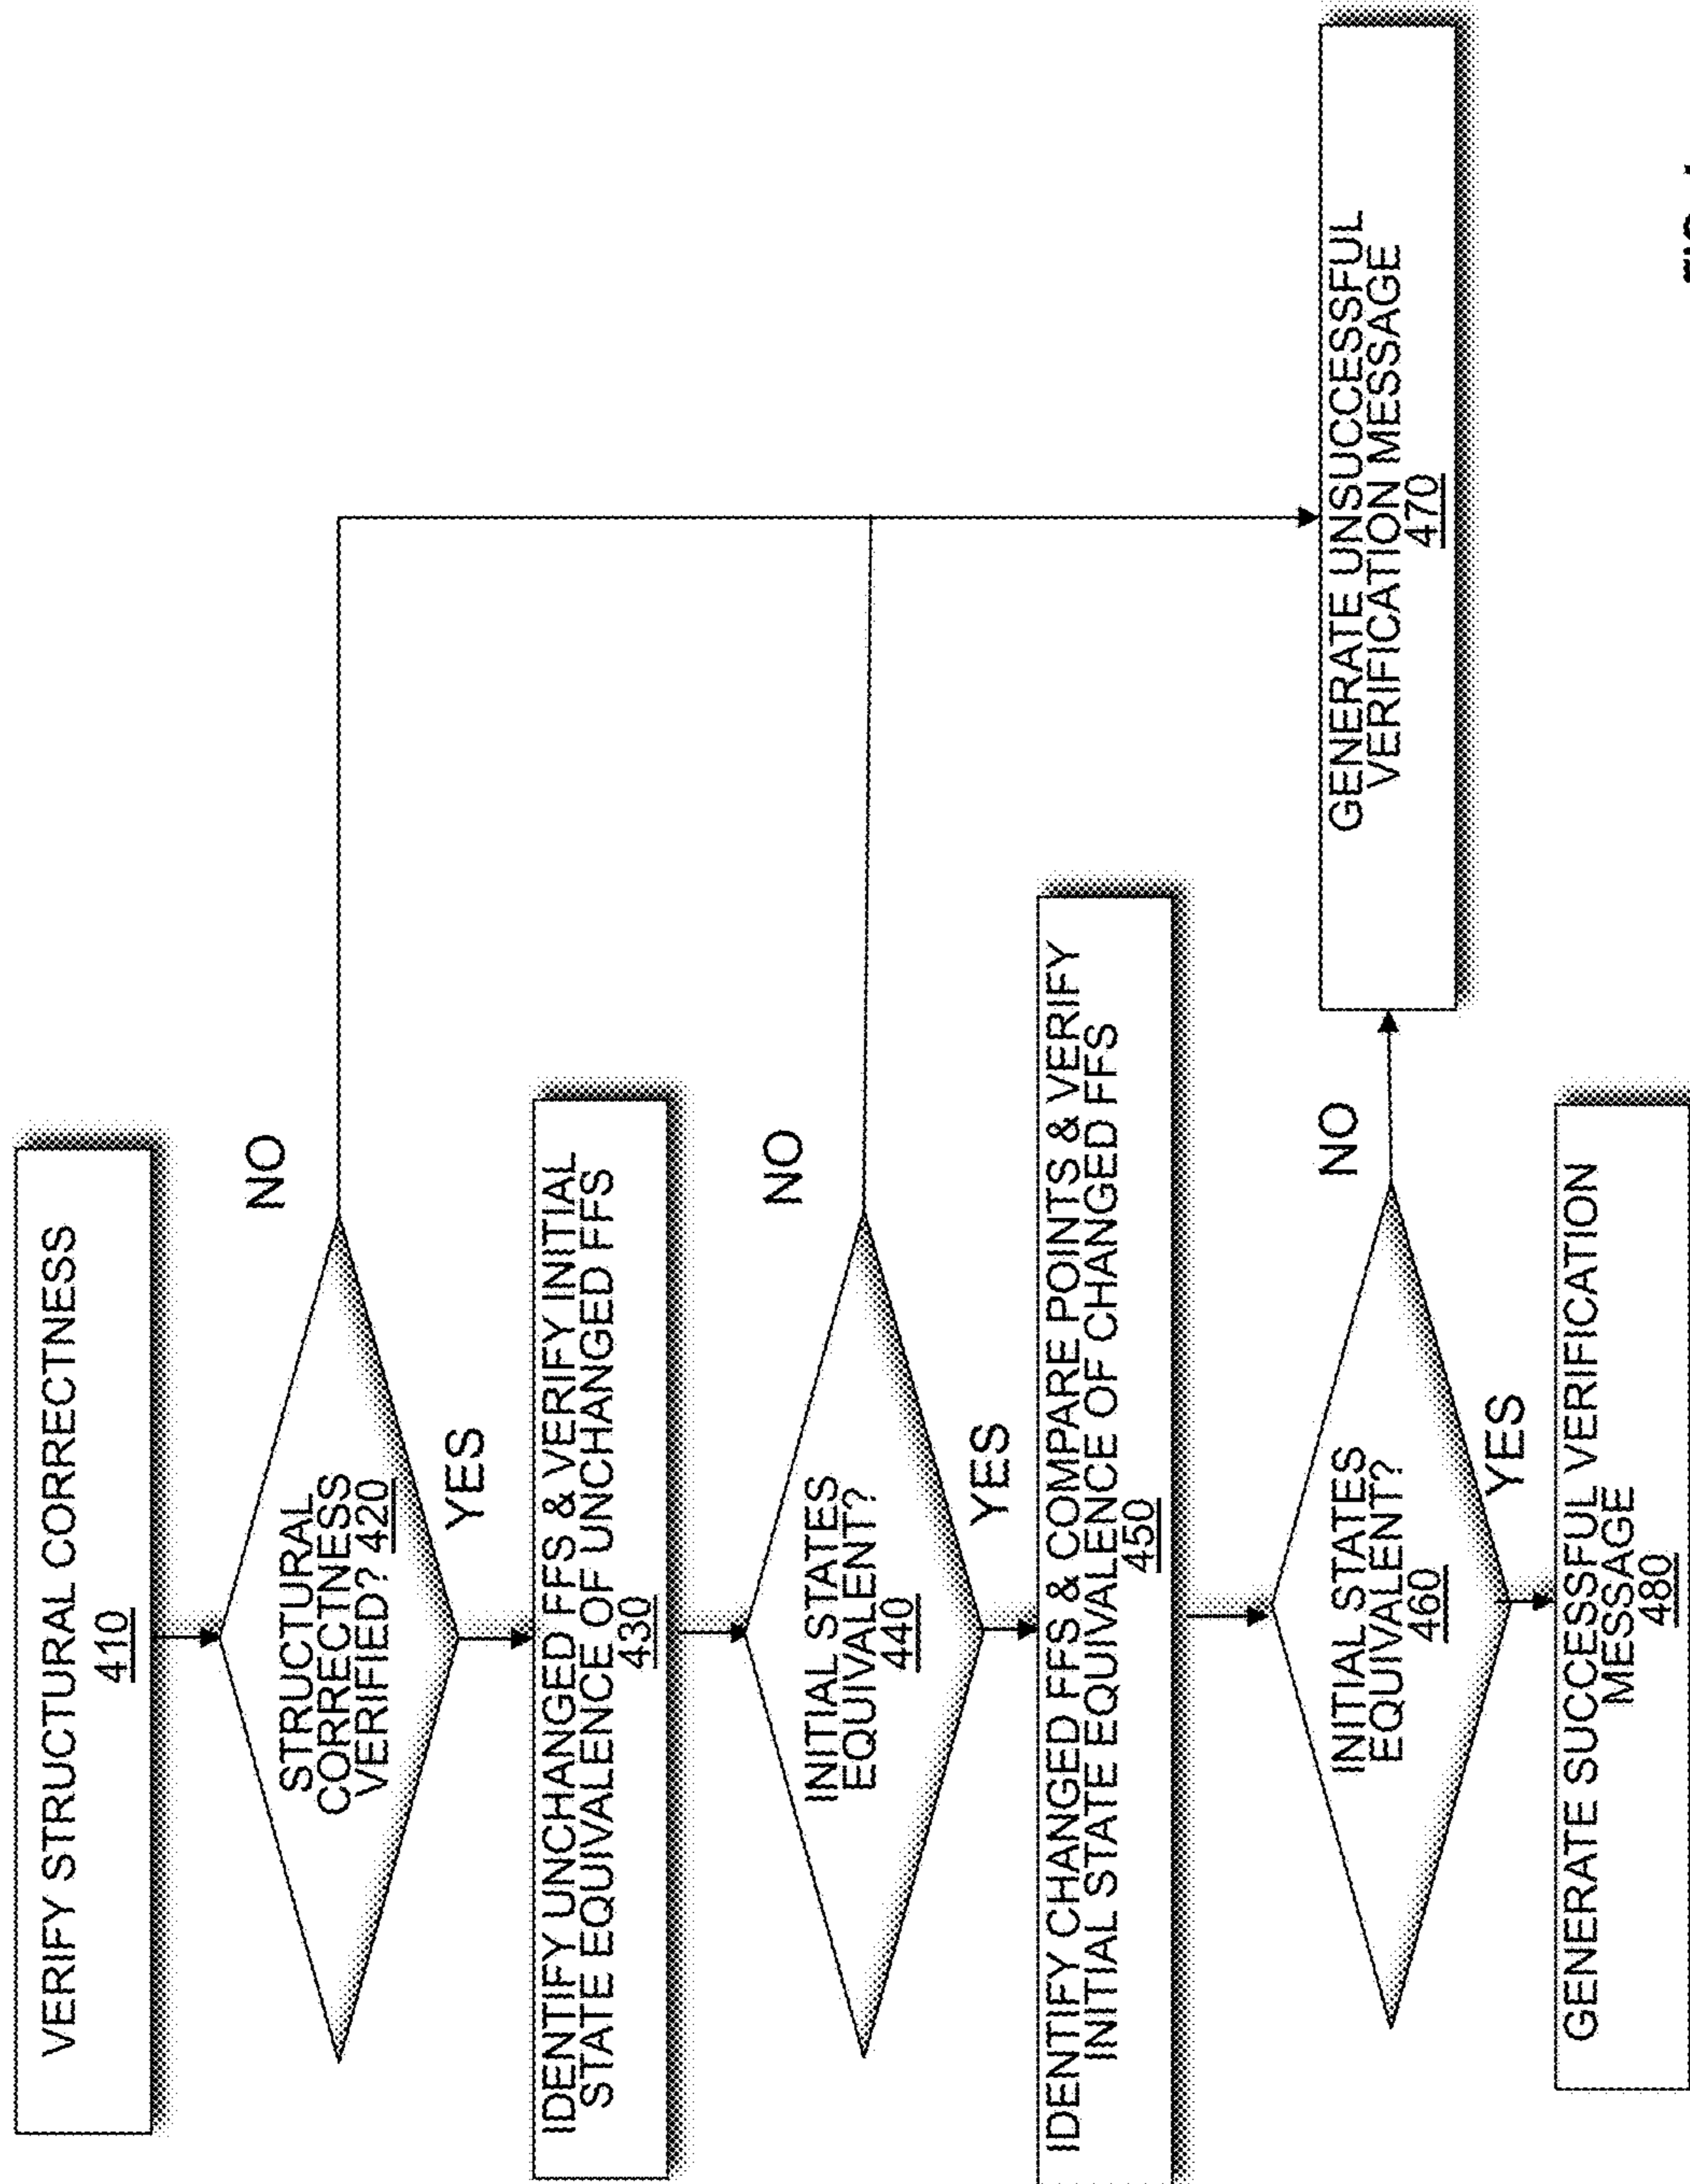 VERIFY STRUCTURAL CORRECTNESS
410
STRUCTURAL
CORRECTNESS
VERIFIED? 420
NO
YES
IDENTIFY UNCHANGED FFS & VERIFY INITIAL
STATE EQUIVALENCE OF UNCHANGED FFS
430
INITIAL STATES
EQUIVALENT?
440
NO
YES
IDENTIFY CHANGED FFS & COMPARE POINTS & VERIFY
INITIAL STATE EQUIVALENCE OF CHANGED FFS
450
INITIAL STATES
EQUIVALENT?
460
NO
YES
GENERATE UNSUCCESSFUL
VERIFICATION MESSAGE
470
GENERATE SUCCESSFUL VERIFICATION
MESSAGE
480